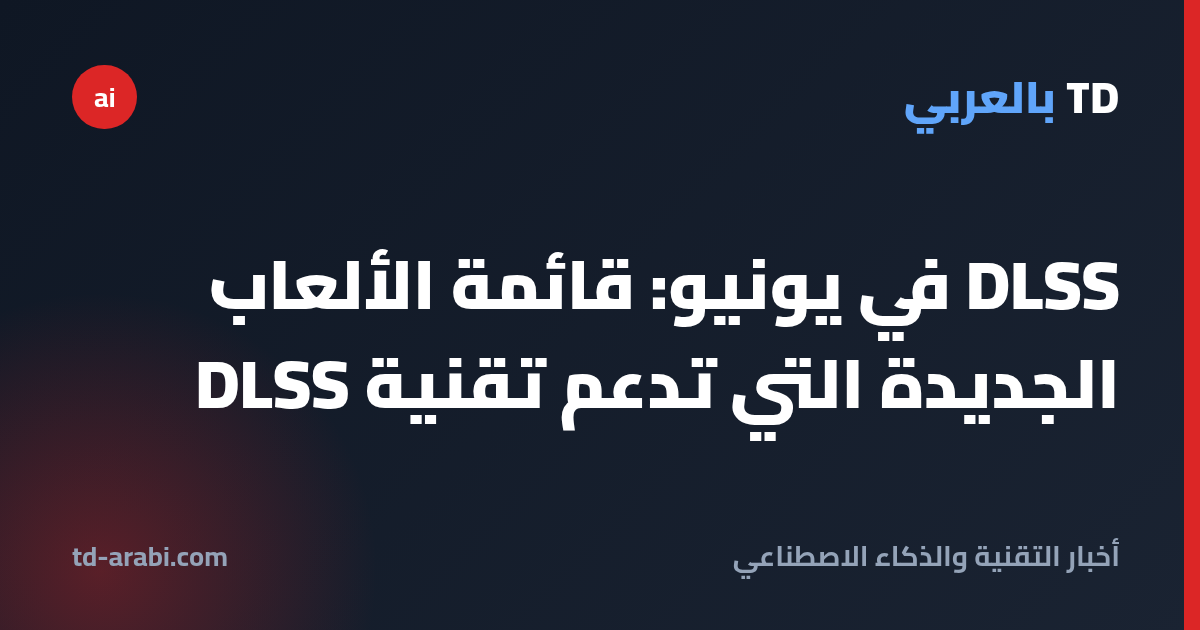 TD بالعربي
ai
DLSS في يونيو: قائمة الألعاب
الجديدة التي تدعم تقنية DLSS
أخبار التقنية والذكاء الاصطناعي
td-arabi.com